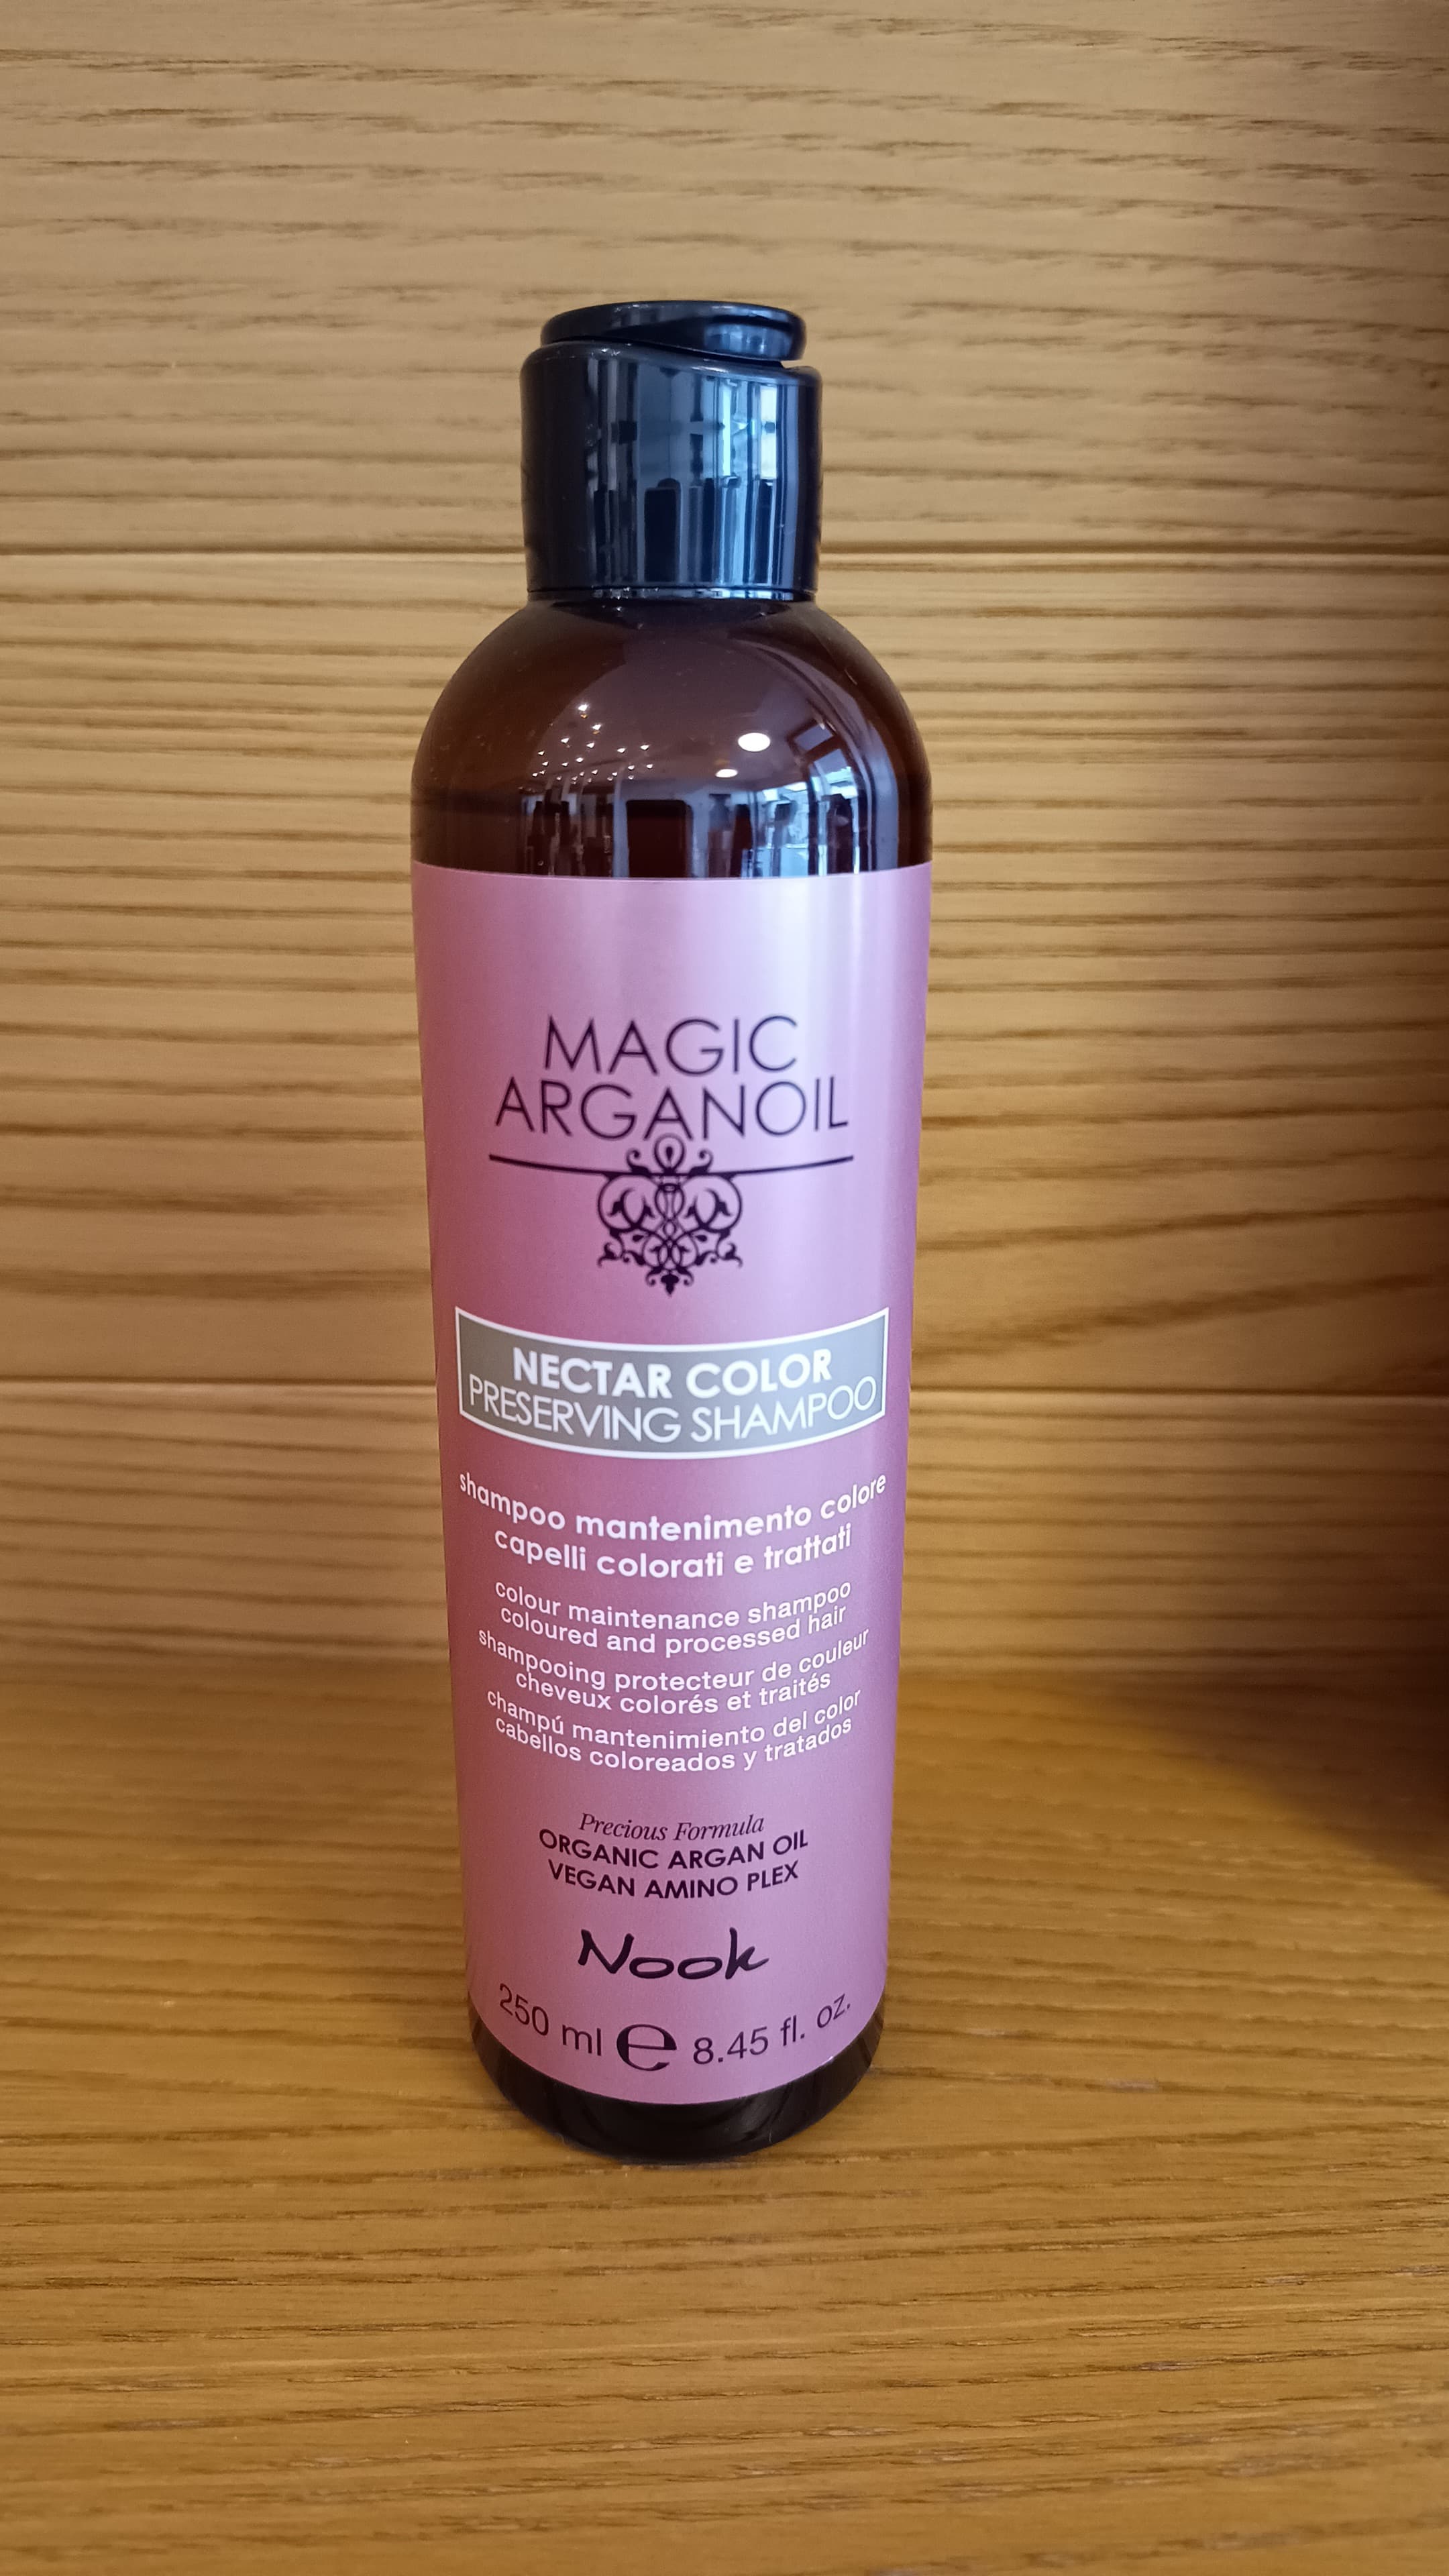 MAGIC
ARGANOIL
NECTAR COLOR
PRESERVING SHAMPOO
shampoo mantenimento colore
capelli colorati e trattati
colour maintenance shampoo
coloured and processed hair
shampooing protecteur de couleur
cheveux colorés et traités
champú mantenimiento del color
cabellos coloreados y tratados
Precious Formula
ORGANIC ARGAN OIL
VEGAN AMINO PLEX
Nook
250 ml e 8.45 fl. oz.